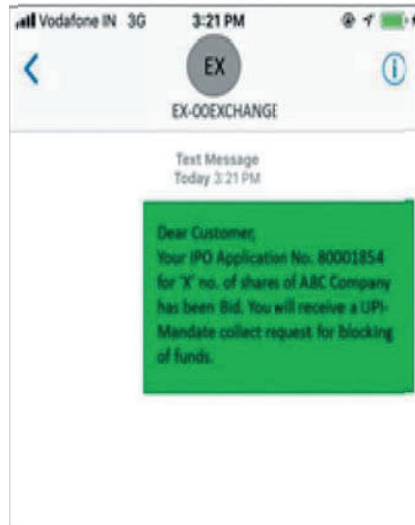 Vodafone IN 3G 3:21 PM
EX
EX-OOEXCHANGE
Text Message
Today 3:21 PM
Dear Customer,
Your IPO Application No. 80001854
for 'X' no. of shares of ABC Company
has been Bid. You will receive a UPI-
Mandate collect request for blocking
of funds.